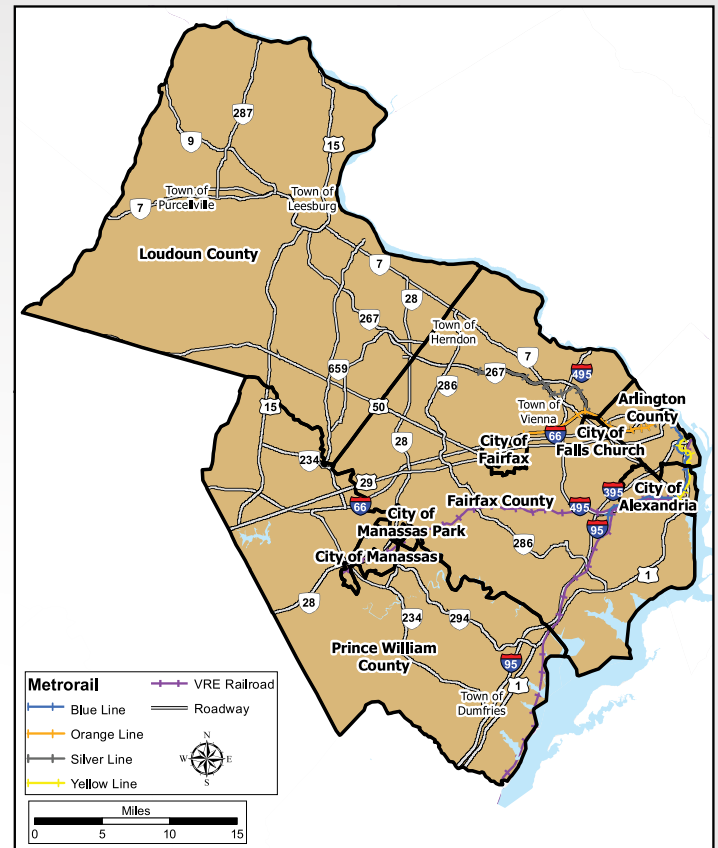 287
9
15
Town of
Purcellville
Town of
Leesburg
7
Loudoun County
7
28
267
Town of
Herndon
7
659
267
495
286
15
50
Town of
Vienna
Arlington
County
66
City of
Falls Church
28
City of
Fairfax
234
29
66
Fairfax County
495
395
City of
Alexandria
City of
Manassas Park
95
286
City of Manassas
1
28
234
294
Prince William
County
95
1
Town of
Dumfries
Metrorail
Blue Line
Orange Line
Silver Line
Yellow Line
VRE Railroad
Roadway
N
W E
S
Miles
0 5 10 15